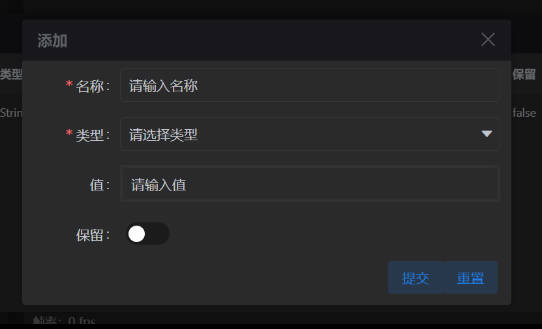 添加
类型
保留
* 名称：
请输入名称
Strin
false
* 类型：
请选择类型
值：
请输入值
保留：
提交 重置
帧率： 0 fps